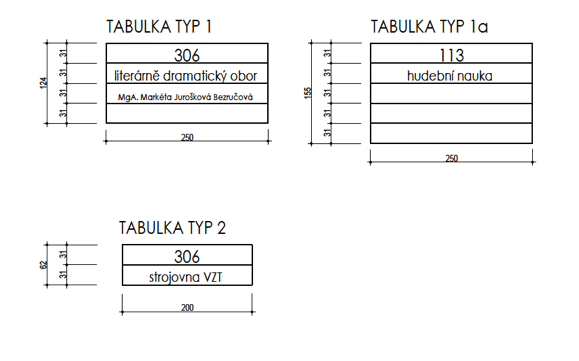 TABULKA TYP 1
306
literárně dramatický obor
MgA. Markéta Jurošková Bezručová
31
31
31
31
124
250
TABULKA TYP 1a
113
hudební nauka
31
31
31
31
31
155
250
TABULKA TYP 2
306
strojovna VZT
31
31
62
200